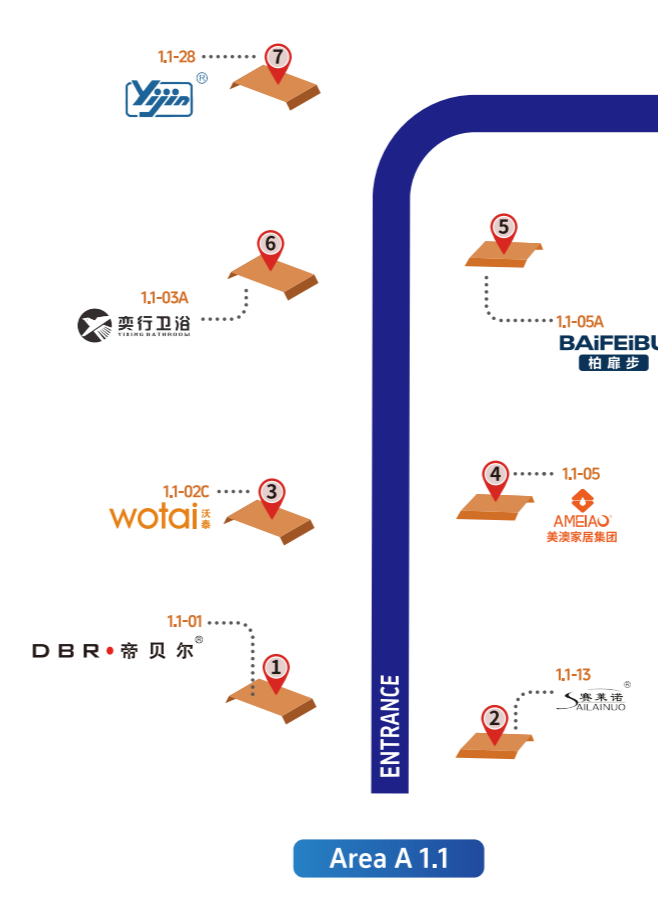 1.1-28
7
Yijin®
5
6
1.1-03A
奕行卫浴
YIXING BATHROOM
1.1-05A
BAiFEiBU
柏扉步
4
1.1-05
3
1.1-02C
wotai 沃泰
AMEIAO
美澳家居集团
1.1-01
DBR·帝贝尔®
1
1.1-13
赛莱诺®
SAILAINUO
2
ENTRANCE
Area A 1.1